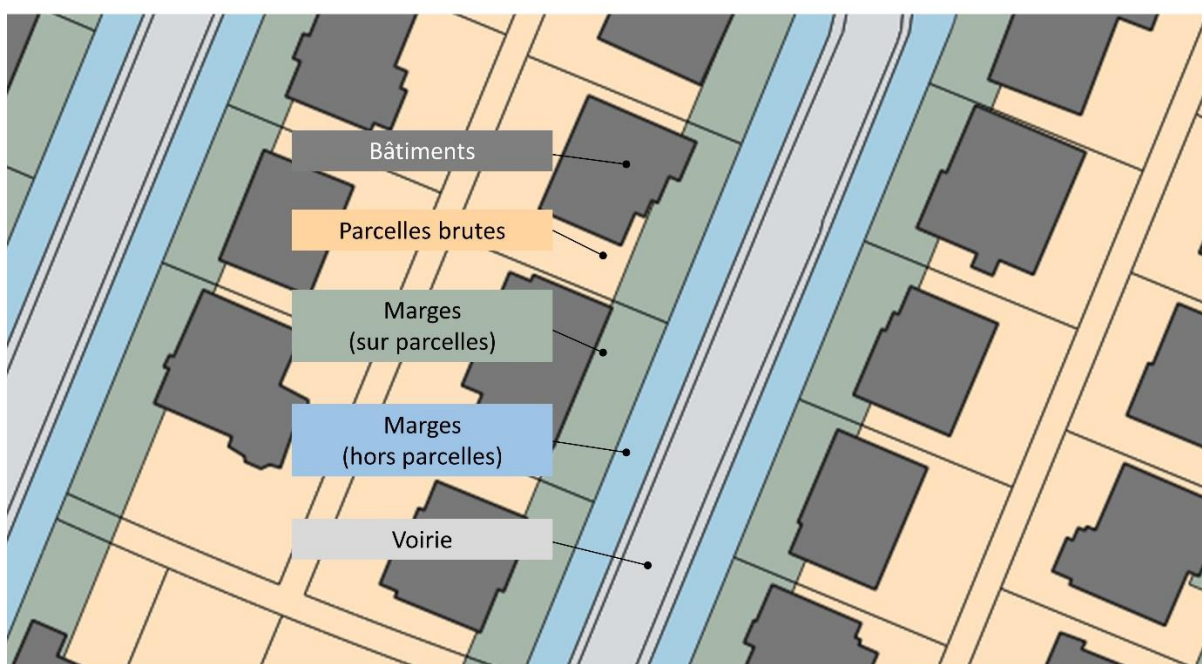 Bâtiments
Parcelles brutes
Marges
(sur parcelles)
Marges
(hors parcelles)
Voirie